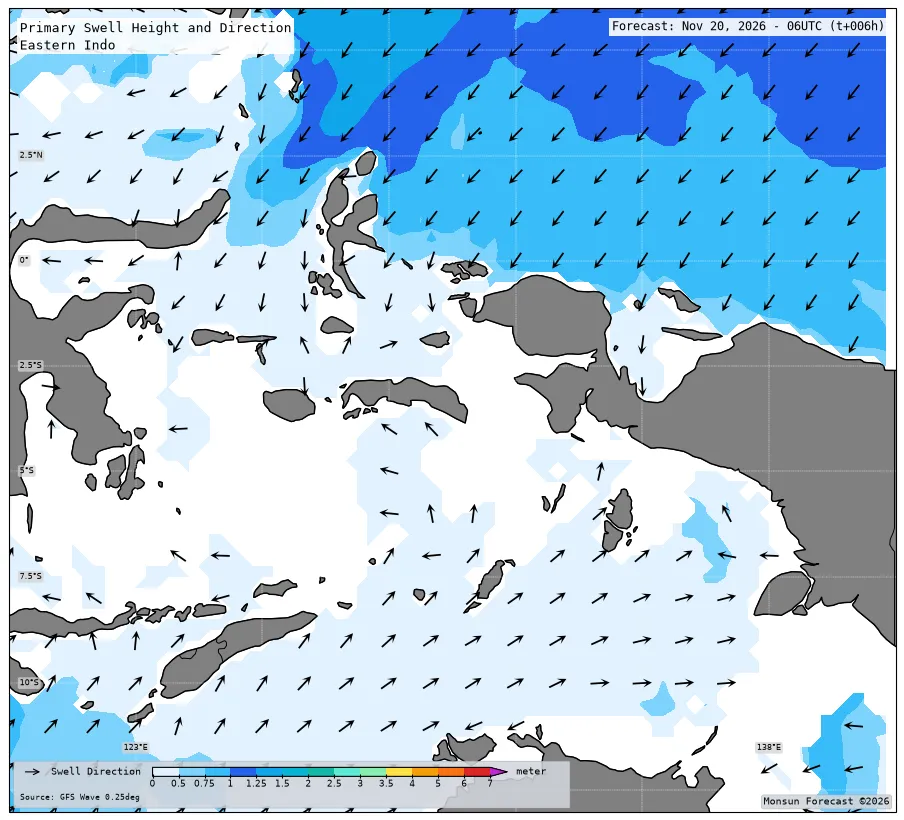 Primary Swell Height and Direction
Eastern Indo
Forecast: Nov 20, 2026 - 06UTC (t+006h)
2.5°N
0°
2.5°S
5°S
7.5°S
10°S
123°E
138°E
Swell Direction
meter
0 0.5 0.75 1 1.25 1.5 1.75 2 2.5 3 3.5 4 5 6 7
Source: GFS Wave 0.25deg
Monsun Forecast ©2026